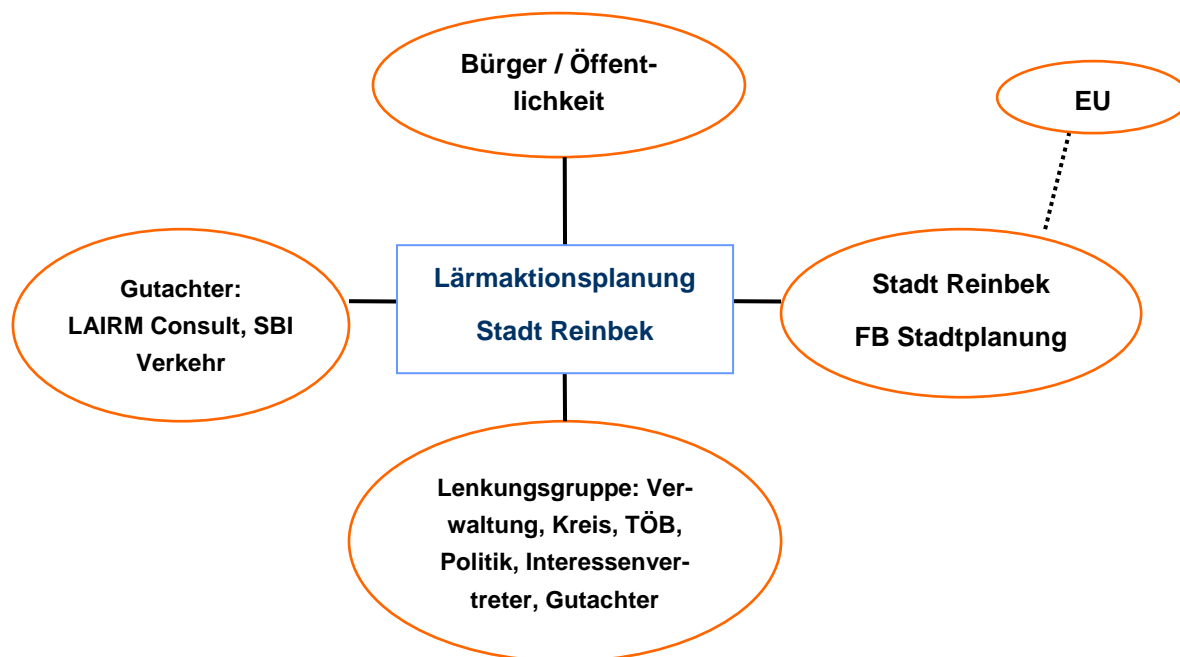 Bürger / Öffent-
lichkeit
EU
Lärmaktionsplanung
Stadt Reinbek
Gutachter:
LAIRM Consult, SBI
Verkehr
Stadt Reinbek
FB Stadtplanung
Lenkungsgruppe: Ver-
waltung, Kreis, TÖB,
Politik, Interessenver-
treter, Gutachter